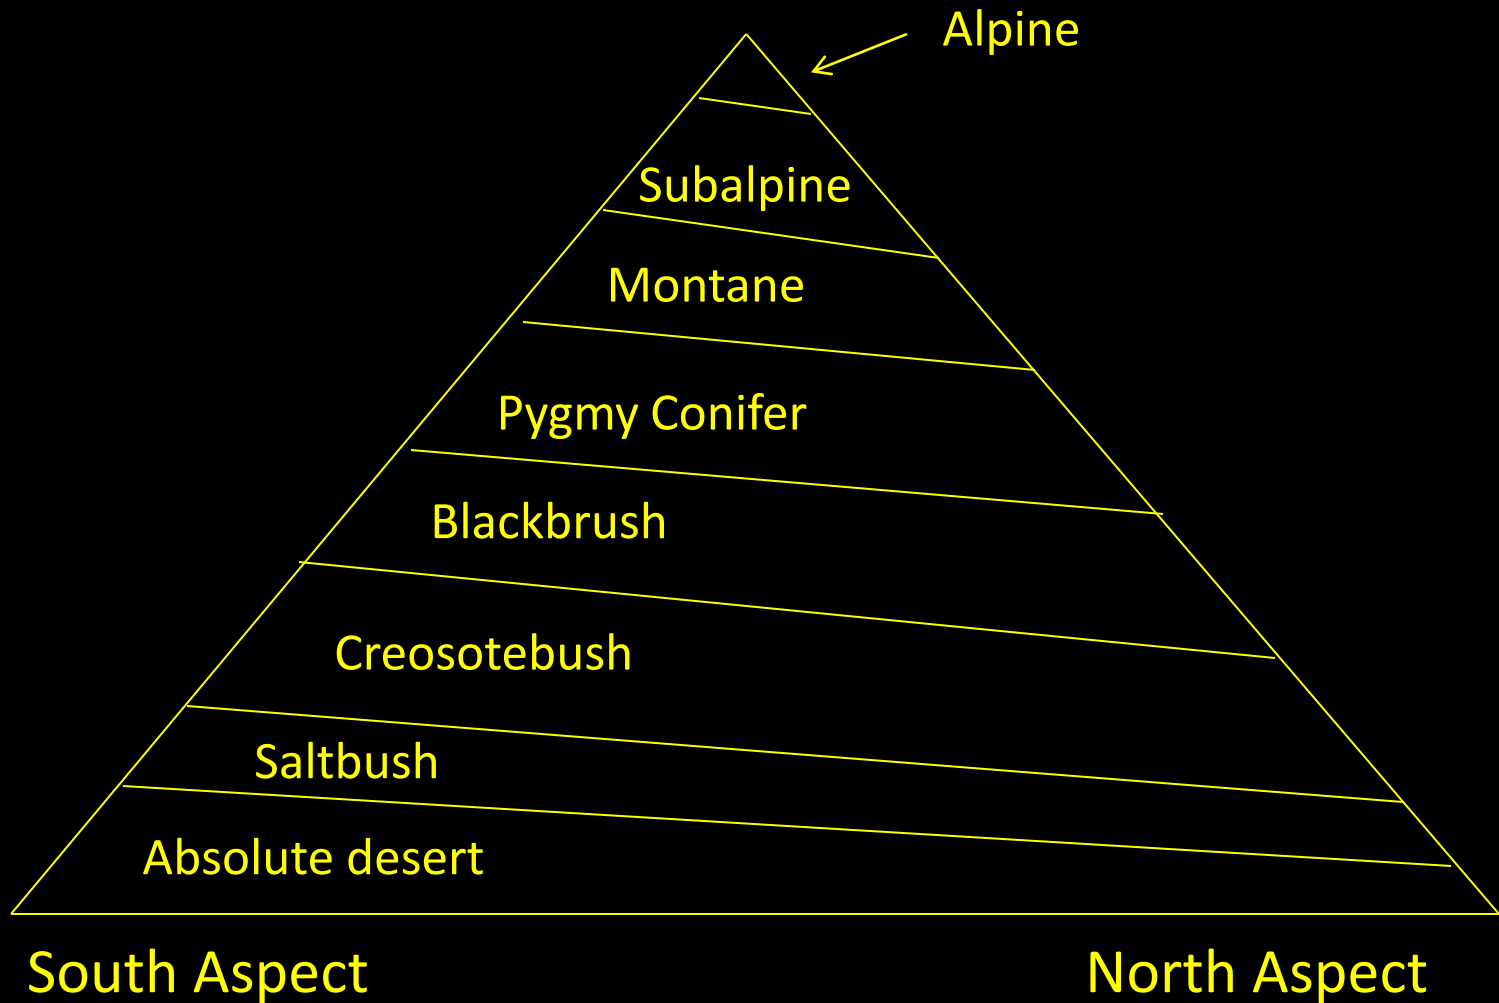 Alpine
Subalpine
Montane
Pygmy Conifer
Blackbrush
Creosotebush
Saltbush
Absolute desert
South Aspect
North Aspect